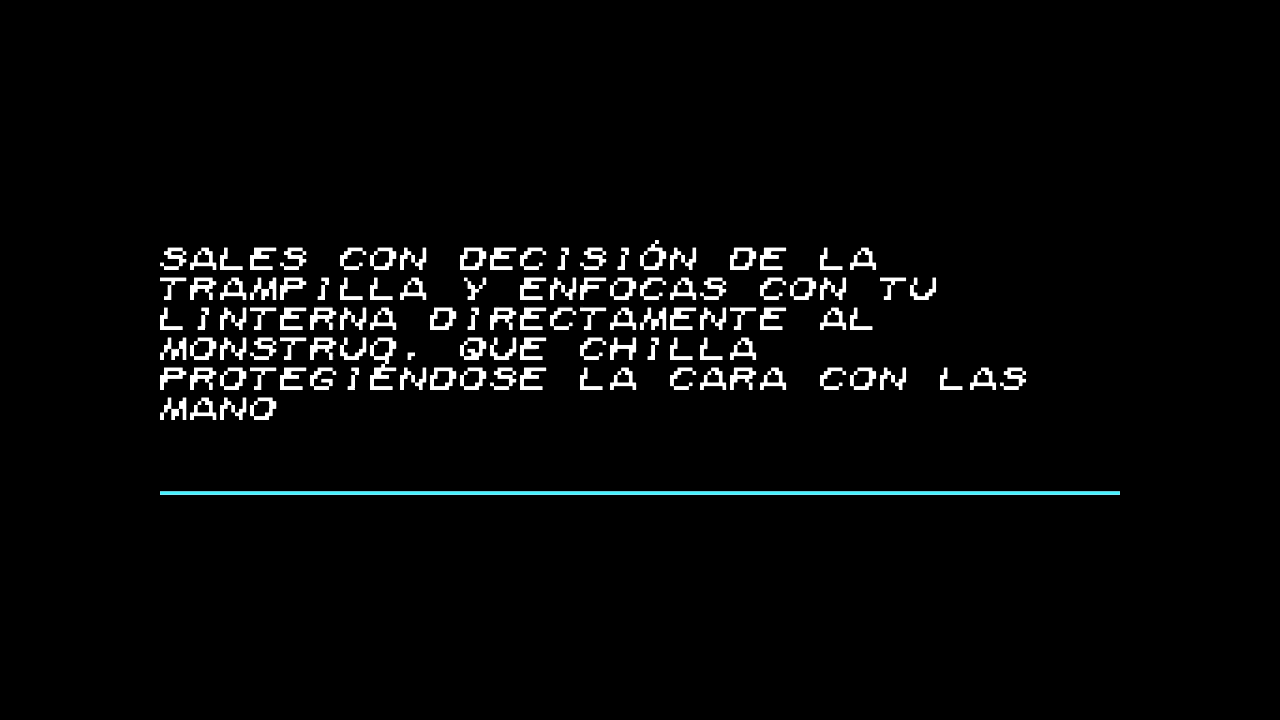 SALES CON DECISIÓN DE LA
TRAMPILLA Y ENFOCAS CON TU
LINTERNA DIRECTAMENTE AL
MONSTRUO, QUE CHILLA
PROTEGIÉNDOSE LA CARA CON LAS
MANO